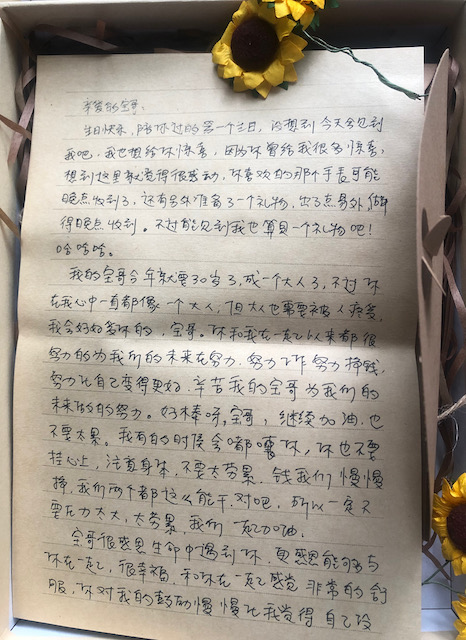 亲爱的宝哥：
生日快乐，陪你过的第一个生日，没想到今天会见到
我吧，我也想给你惊喜，因为你曾给我很多惊喜，
想到这里就觉得很感动，你喜欢的那个手表可能
晚点收到了，还有另外准备了一个礼物，出了点意外
得晚点收到。不过能见到我也算是一个礼物吧！
哈哈哈。
我的宝哥今年就要30岁了，成一个大人了，不过你
在我心中一直都像一个大人，但大人也需要被人疼爱，
我会好好爱你的，宝哥。你和我在一起以来都很
努力的为我们的未来在努力，努力工作努力挣钱，
努力让自己变得更好，辛苦我的宝哥为我们的
未来做的努力。好棒呀，宝哥，继续加油，也
不要太累。我有的时候会嘟囔你，你也不要
挂心上，注意身体，不要太劳累，钱我们慢慢
挣，我们两个都这么能干，对吧，所以一定不
要压力太大，太劳累，我们一起加油。
宝哥很感恩生命中遇到你，更感恩能够与
你在一起，很幸福，和你在一起感觉非常的舒
服，你对我的鼓励慢慢让我觉得自己没